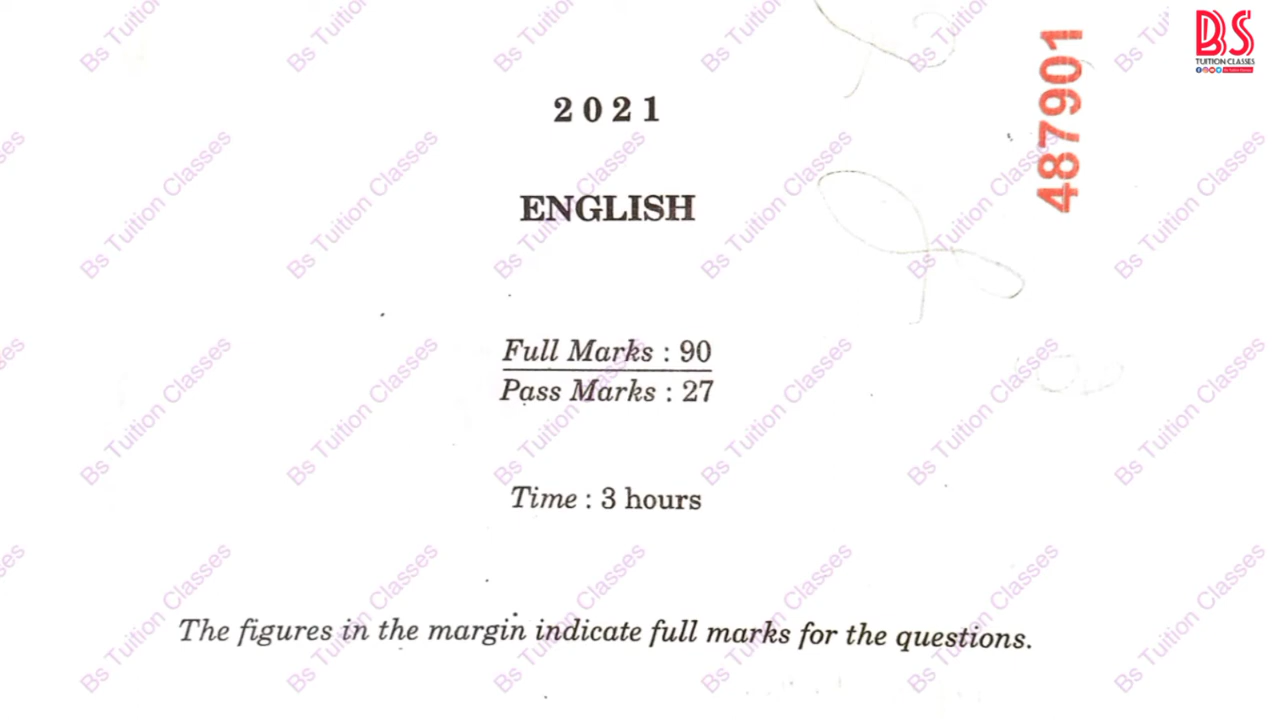 BS
TUITION CLASSES
487901
2021
ENGLISH
Full Marks : 90
Pass Marks : 27
Time : 3 hours
The figures in the margin indicate full marks for the questions.
Bs Tuition Classes